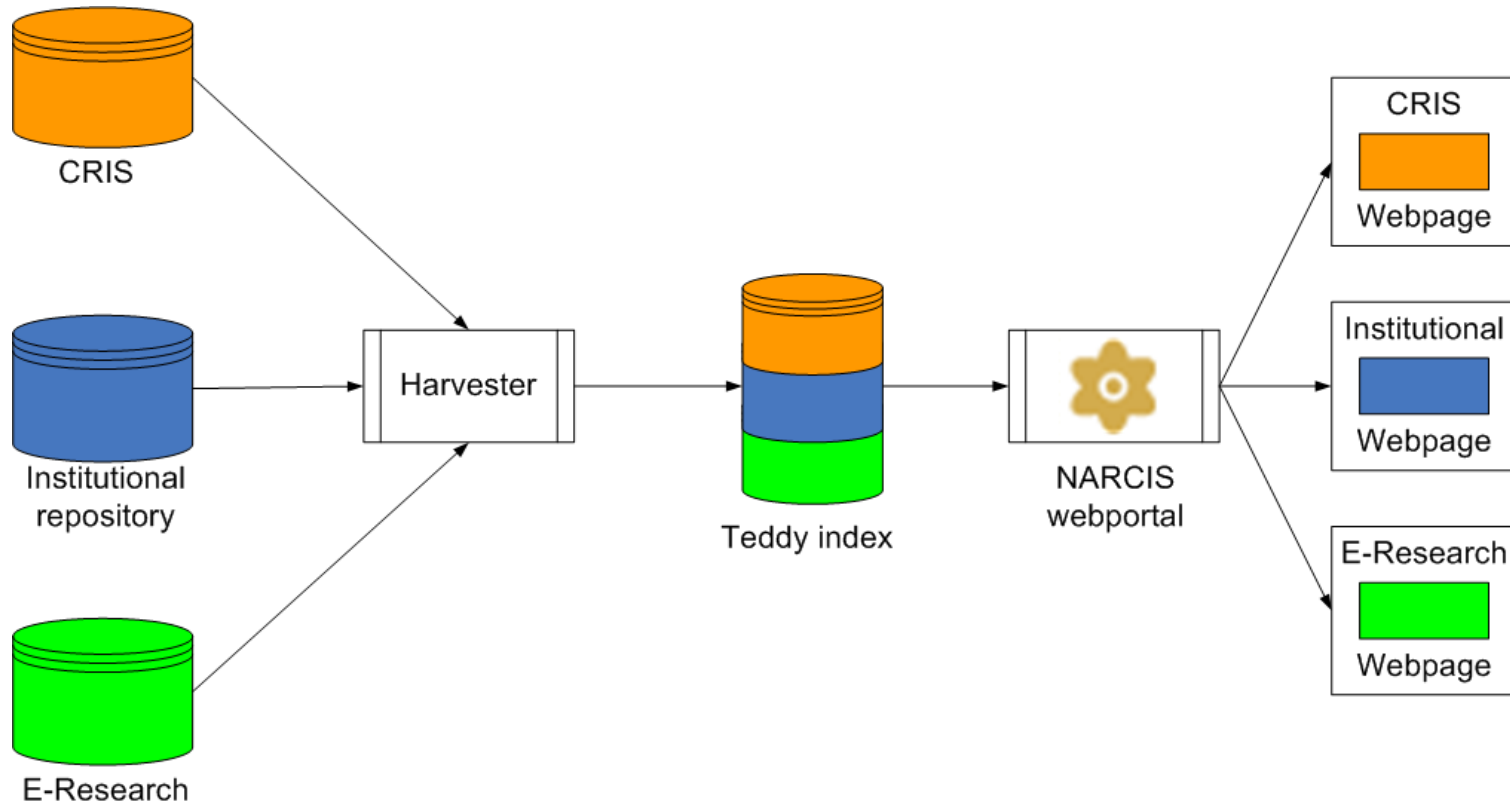 CRIS
Institutional
repository
E-Research
Harvester
Teddy index
NARCIS
webportal
CRIS
Webpage
Institutional
Webpage
E-Research
Webpage